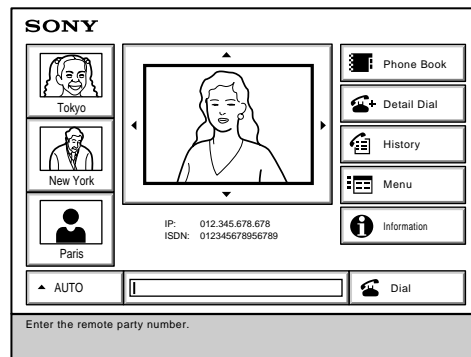 SONY
Tokyo
New York
Paris
Phone Book
Detail Dial
History
Menu
Information
IP: 012.345.678.678
ISDN: 012345678956789
AUTO
Dial
Enter the remote party number.